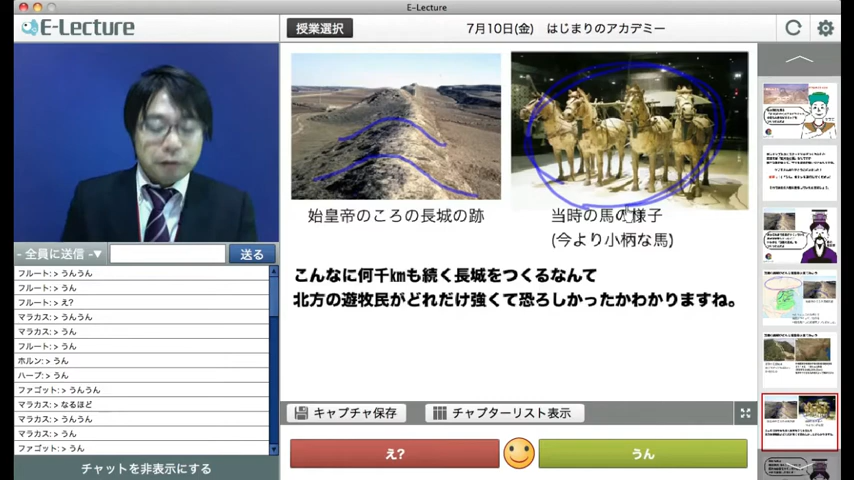 E-Lecture
E-Lecture
授業選択
7月10日(金) はじまりのアカデミー
始皇帝のころの長城の跡
当時の馬の様子
(今より小柄な馬)
こんなに何千㎞も続く長城をつくるなんて
北方の遊牧民がどれだけ強くて恐ろしかったかわかりますね。
- 全員に送信 -▼
送る
フルート: > うんうん
フルート: > うん
フルート: > え?
マラカス: > うんうん
マラカス: > うん
フルート: > うん
ホルン: > うん
ハープ: > うん
ファゴット: > うんうん
マラカス: > なるほど
マラカス: > うんうん
マラカス: > うん
ファゴット: > うん
チャットを非表示にする
キャプチャ保存
チャプターリスト表示
え?
うん